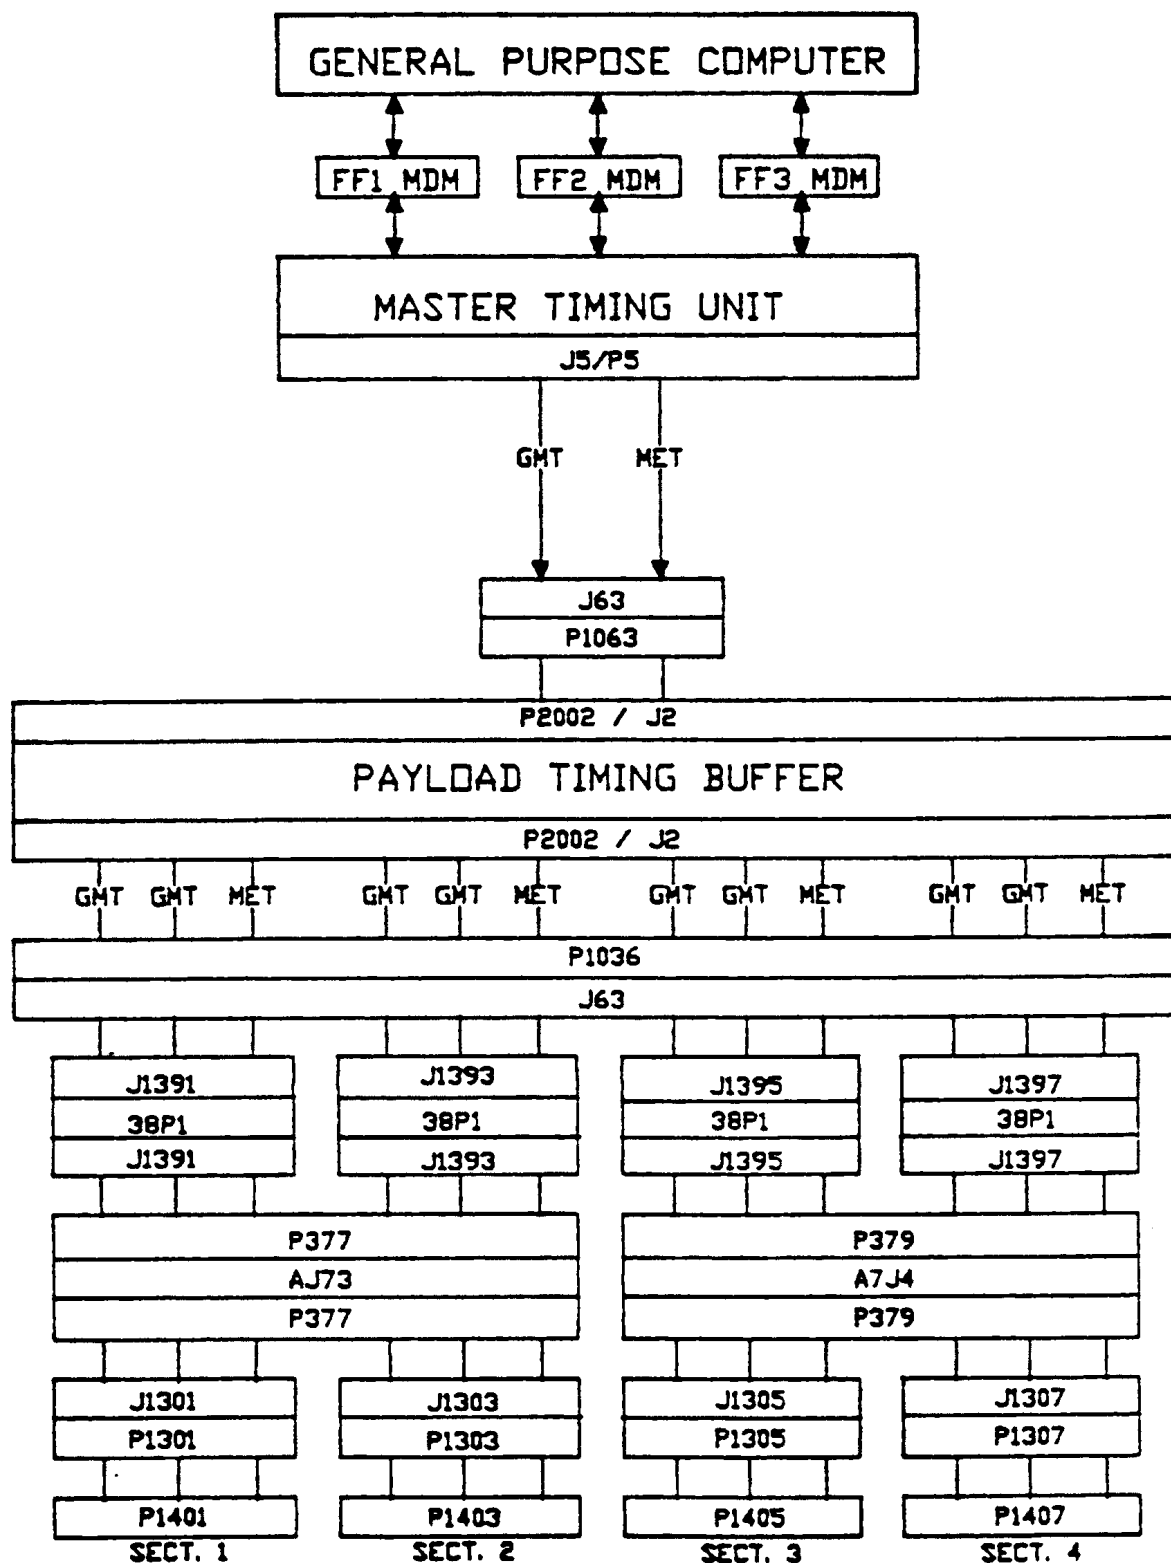 GENERAL PURPOSE COMPUTER
FF1 MDM FF2 MDM FF3 MDM
MASTER TIMING UNIT
J5/P5
GMT MET
J63
P1063
P2002 / J2
PAYLOAD TIMING BUFFER
P2002 / J2
GMT GMT MET GMT GMT MET GMT GMT MET GMT GMT MET
P1036
J63
J1391 J1393 J1395 J1397
38P1 38P1 38P1 38P1
J1391 J1393 J1395 J1397
P377 P379
AJ73 A7J4
P377 P379
J1301 J1303 J1305 J1307
P1301 P1303 P1305 P1307
P1401 P1403 P1405 P1407
SECT. 1 SECT. 2 SECT. 3 SECT. 4